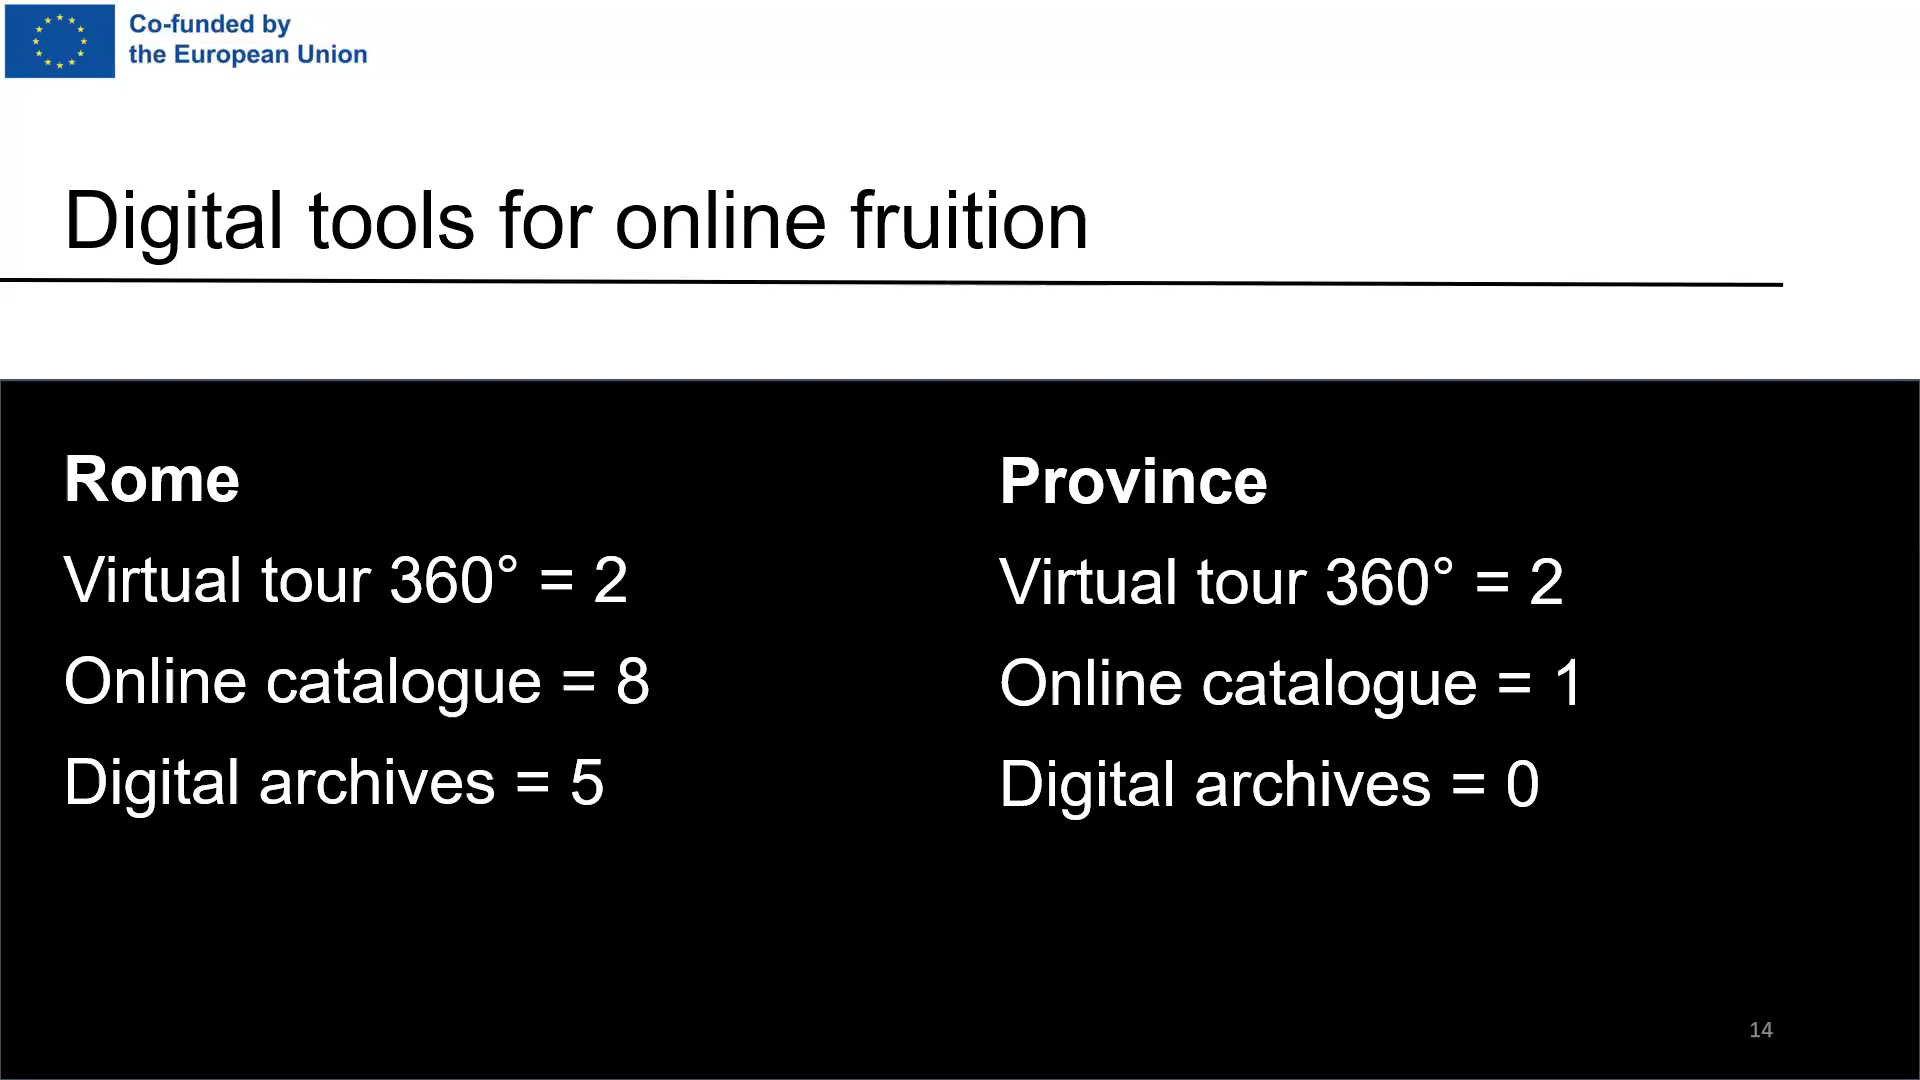 Co-funded by
the European Union
Digital tools for online fruition
Rome
Virtual tour 360° = 2
Online catalogue = 8
Digital archives = 5
Province
Virtual tour 360° = 2
Online catalogue = 1
Digital archives = 0
14